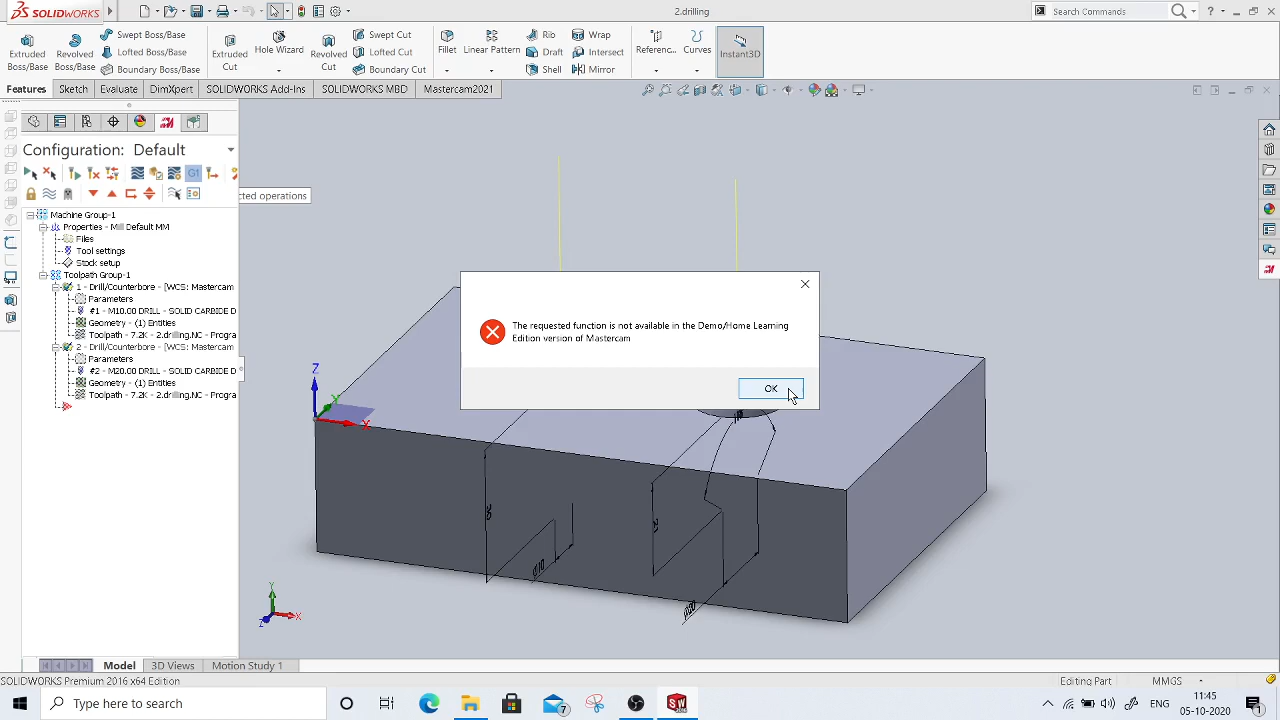 SOLIDWORKS
2.drilling
Search Commands
Extruded Boss/Base
Revolved Boss/Base
Swept Boss/Base
Lofted Boss/Base
Boundary Boss/Base
Extruded Cut
Hole Wizard
Revolved Cut
Swept Cut
Lofted Cut
Boundary Cut
Fillet
Linear Pattern
Rib
Draft
Shell
Wrap
Intersect
Mirror
Referenc...
Curves
Instant3D
Features
Sketch
Evaluate
DimXpert
SOLIDWORKS Add-Ins
SOLIDWORKS MBD
Mastercam2021
Configuration: Default
G1
cted operations
Machine Group-1
Properties - Mill Default MM
Files
Tool settings
Stock setup
Toolpath Group-1
1 - Drill/Counterbore - [WCS: Mastercam
Parameters
#1 - M10.00 DRILL - SOLID CARBIDE D
Geometry - (1) Entities
Toolpath - 7.2K - 2.drilling.NC - Progra
2 - Drill/Counterbore - [WCS: Mastercam
Parameters
#2 - M20.00 DRILL - SOLID CARBIDE D
Geometry - (1) Entities
Toolpath - 7.2K - 2.drilling.NC - Progra
The requested function is not available in the Demo/Home Learning
Edition version of Mastercam
OK
Z
Y
X
Ø10
Ø20
Y
X
Z
Model
3D Views
Motion Study 1
SOLIDWORKS Premium 2016 x64 Edition
Editing Part
MMGS
Type here to search
7
SW
ENG
11:45
05-10-2020
1